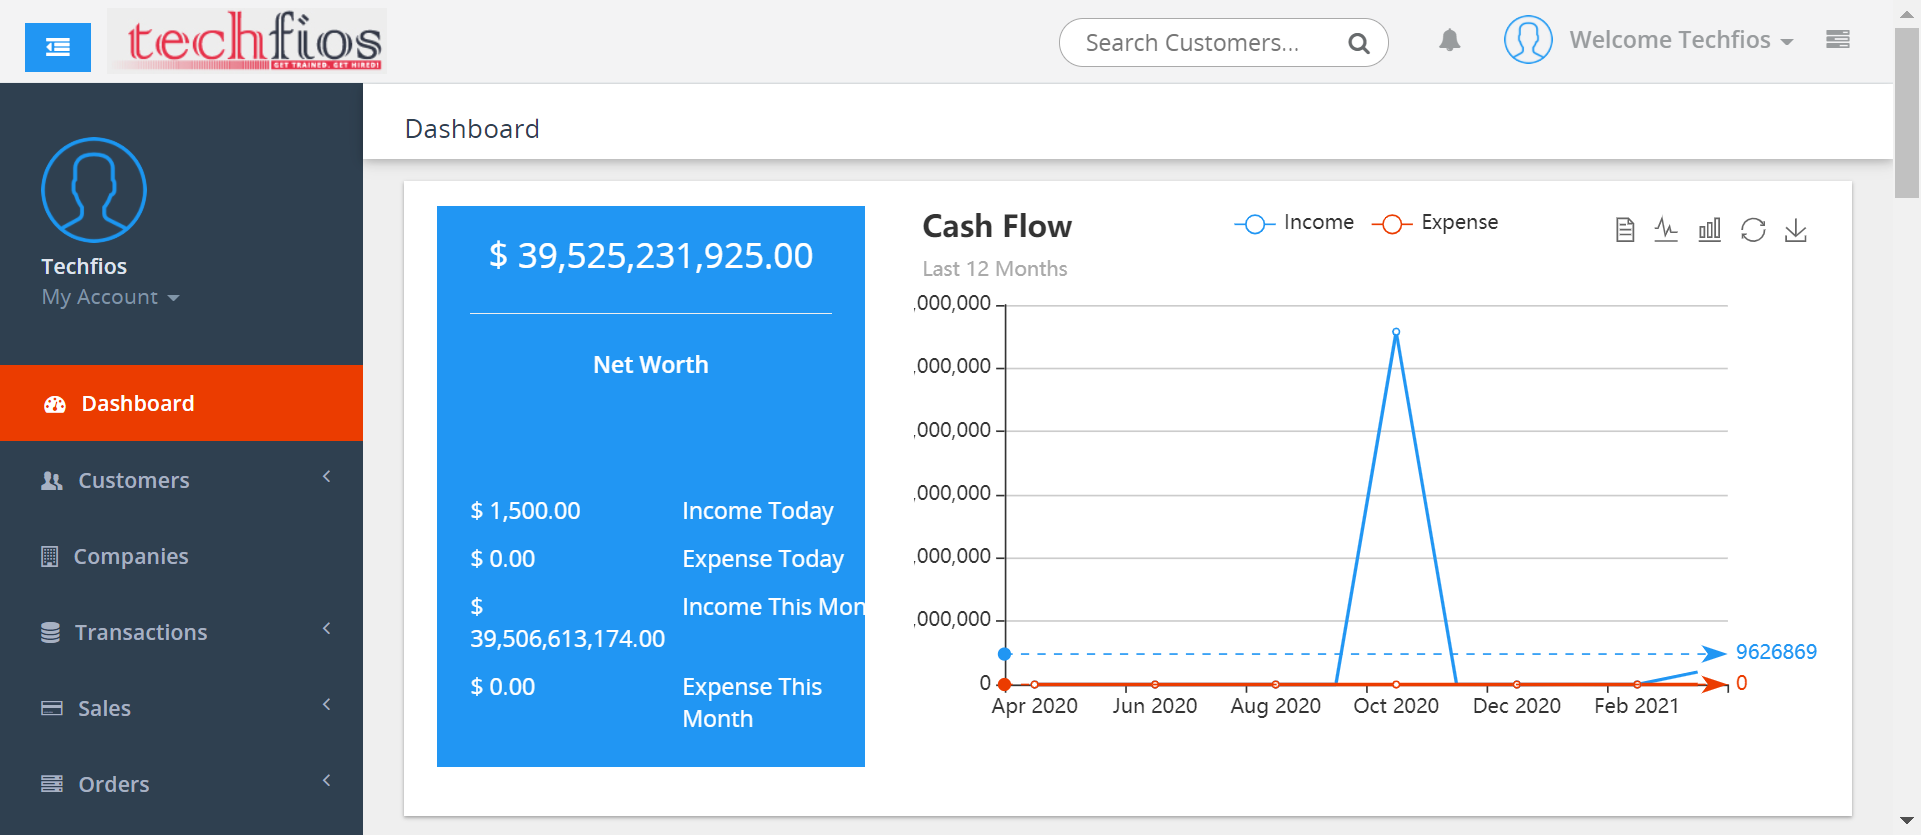 techfios
GET TRAINED. GET HIRED!
Search Customers...
Welcome Techfios
Techfios
My Account
Dashboard
Customers
Companies
Transactions
Sales
Orders
Dashboard
$ 39,525,231,925.00
Net Worth
$ 1,500.00 Income Today
$ 0.00 Expense Today
$ Income This Mon
39,506,613,174.00
$ 0.00 Expense This
Month
Cash Flow
Last 12 Months
Income Expense
,000,000
,000,000
,000,000
,000,000
,000,000
,000,000
0
9626869
0
Apr 2020 Jun 2020 Aug 2020 Oct 2020 Dec 2020 Feb 2021